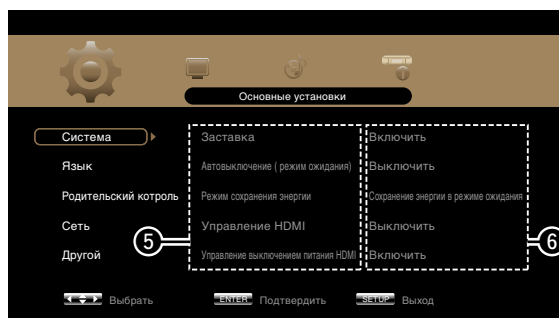 Основные установки
Система Заставка Включить
Язык Автовыключение ( режим ожидания) Выключить
Родительский котроль Режим сохранения энергии Сохранение энергии в режиме ожидания
Сеть Управление HDMI Выключить
5 6
Другой Управление выключением питания HDMI Включить
Выбрать ENTER Подтвердить SETUP Выход